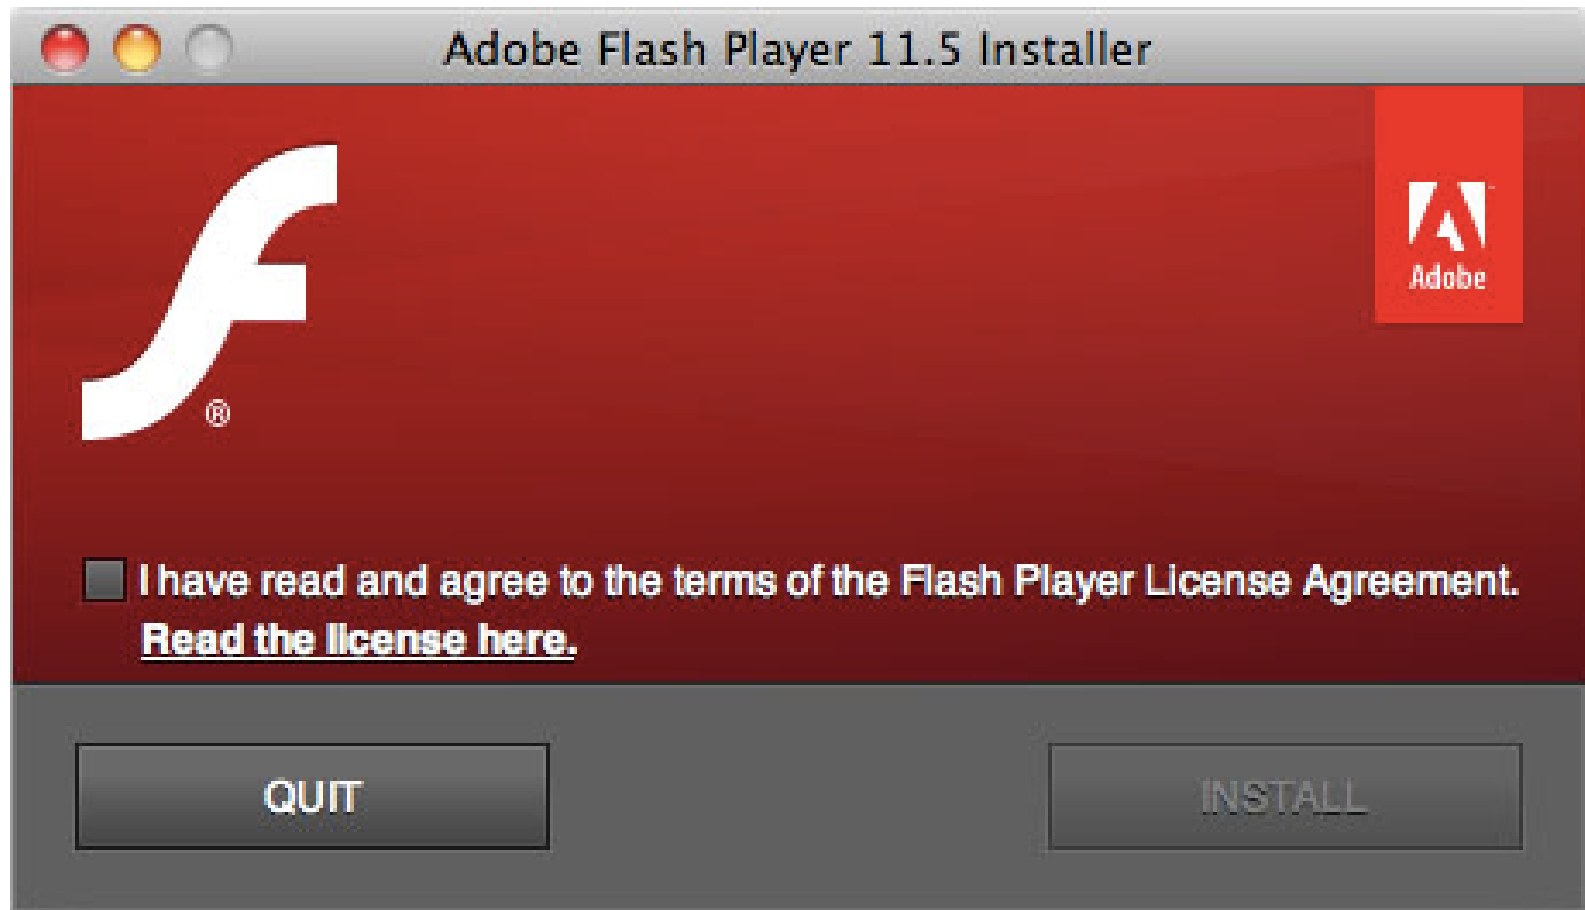 Adobe Flash Player 11.5 Installer
Adobe
®
I have read and agree to the terms of the Flash Player License Agreement.
Read the license here.
QUIT
INSTALL